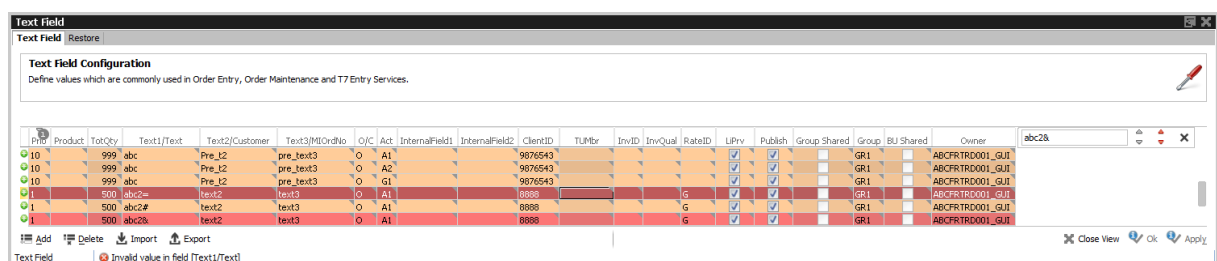 Text Field
Text Field Restore
Text Field Configuration
Define values which are commonly used in Order Entry, Order Maintenance and T7 Entry Services.
Prio 1 Product TotQty Text1/Text Text2/Customer Text3/MIOrdNo O/C Act InternalField1 InternalField2 ClientID TUMbr InvID InvQual RateID LiPrv Publish Group Shared Group BU Shared Owner abc2&
10 999 abc Pre_t2 pre_text3 O A1 9876543 GR1 ABCFRTRD001_GUI
10 999 abc Pre_t2 pre_text3 O A2 9876543 GR1 ABCFRTRD001_GUI
10 999 abc Pre_t2 pre_text3 O G1 9876543 GR1 ABCFRTRD001_GUI
1 500 abc2= text2 text3 O A1 8888 G GR1 ABCFRTRD001_GUI
1 500 abc2# text2 text3 O A1 8888 G GR1 ABCFRTRD001_GUI
1 500 abc2& text2 text3 O A1 8888 G GR1 ABCFRTRD001_GUI
Add Delete Import Export Close View Ok Apply
Text Field Invalid value in field [Text1/Text]